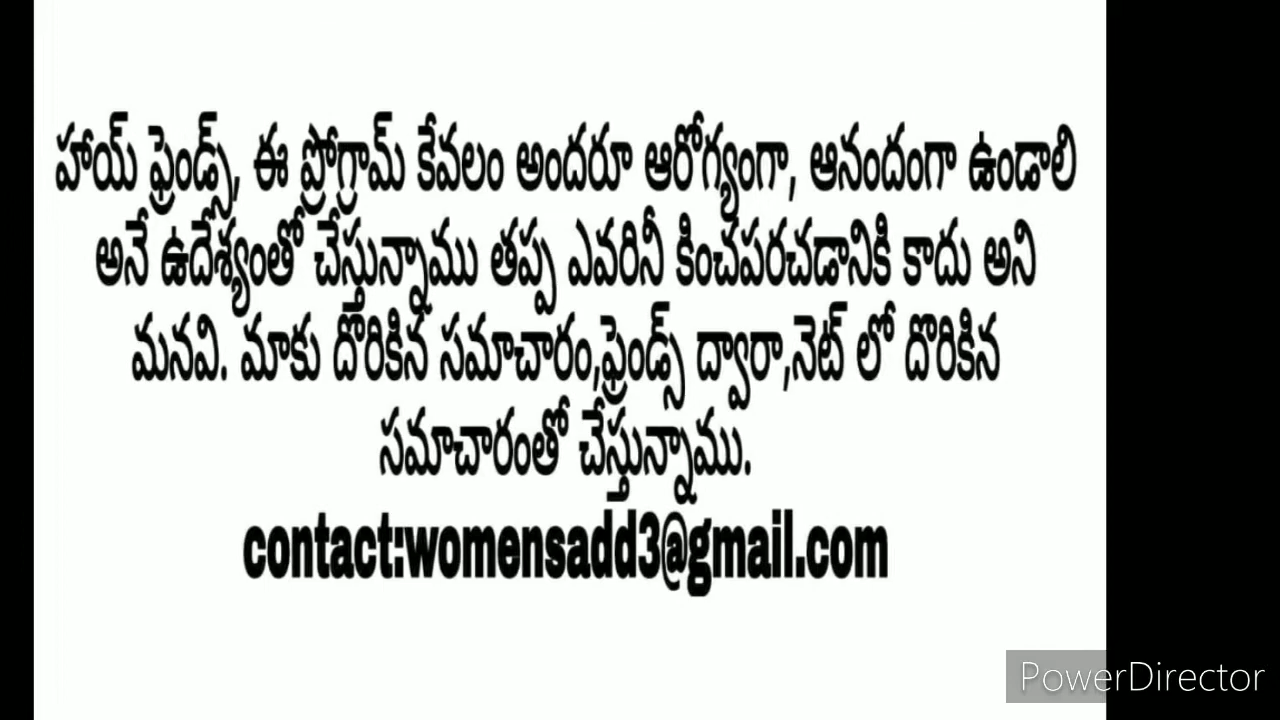 హాయ్ ఫ్రెండ్స్, ఈ ప్రోగ్రామ్ కేవలం అందరూ ఆరోగ్యంగా, ఆనందంగా ఉండాలి
అనే ఉదేశ్యంతో చేస్తున్నాము తప్ప ఎవరినీ కించపరచడానికి కాదు అని
మనవి. మాకు దొరికిన సమాచారం,ఫ్రెండ్స్ ద్వారా,నెట్ లో దొరికిన
సమాచారంతో చేస్తున్నాము.
contact:womensadd3@gmail.com
PowerDirector